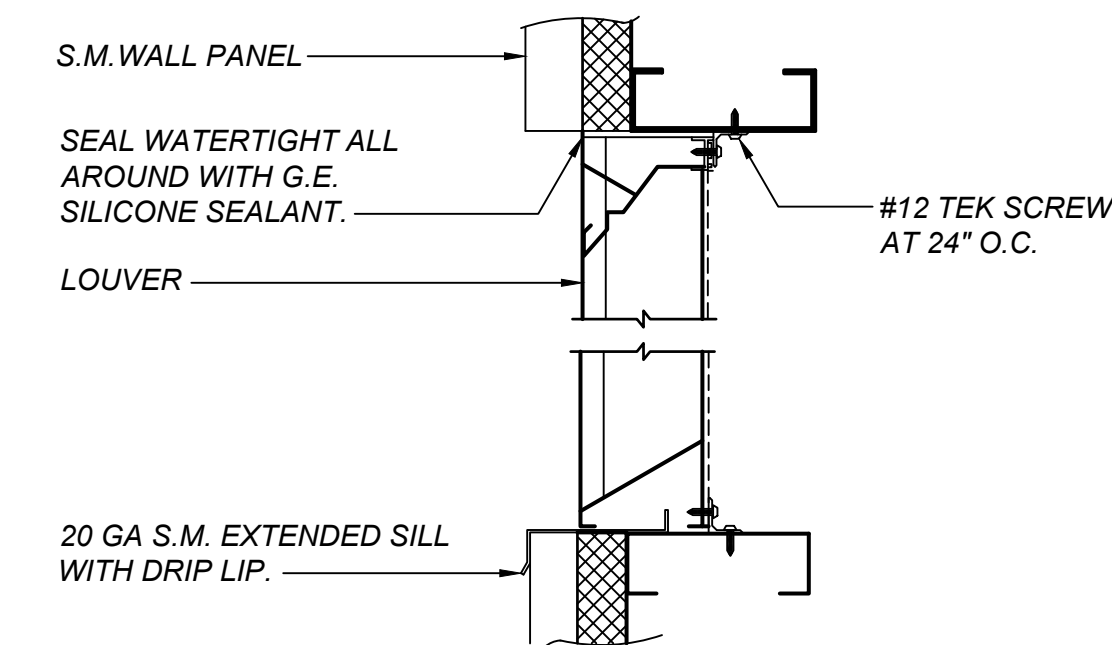 S.M.WALL PANEL
SEAL WATERTIGHT ALL
AROUND WITH G.E.
SILICONE SEALANT.
#12 TEK SCREW
AT 24" O.C.
LOUVER
20 GA S.M. EXTENDED SILL
WITH DRIP LIP.